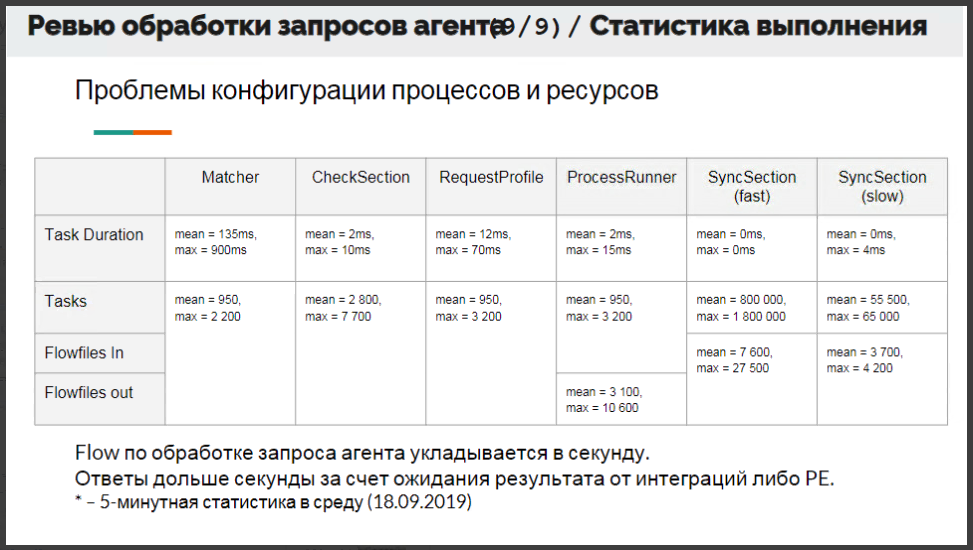 Ревью обработки запросов агента(9/9) / Статистика выполнения
Проблемы конфигурации процессов и ресурсов
Matcher CheckSection RequestProfile ProcessRunner SyncSection SyncSection
(fast) (slow)
Task Duration mean = 135ms, mean = 2ms, mean = 12ms, mean = 2ms, mean = 0ms, mean = 0ms,
max = 900ms max = 10ms max = 70ms max = 15ms max = 0ms max = 4ms
Tasks mean = 950, mean = 2 800, mean = 950, mean = 950, mean = 800 000, mean = 55 500,
max = 2 200 max = 7 700 max = 3 200 max = 3 200 max = 1 800 000 max = 65 000
Flowfiles In mean = 7 600, mean = 3 700,
max = 27 500 max = 4 200
Flowfiles out mean = 3 100,
max = 10 600
Flow по обработке запроса агента укладывается в секунду.
Ответы дольше секунды за счет ожидания результата от интеграций либо PE.
* – 5-минутная статистика в среду (18.09.2019)